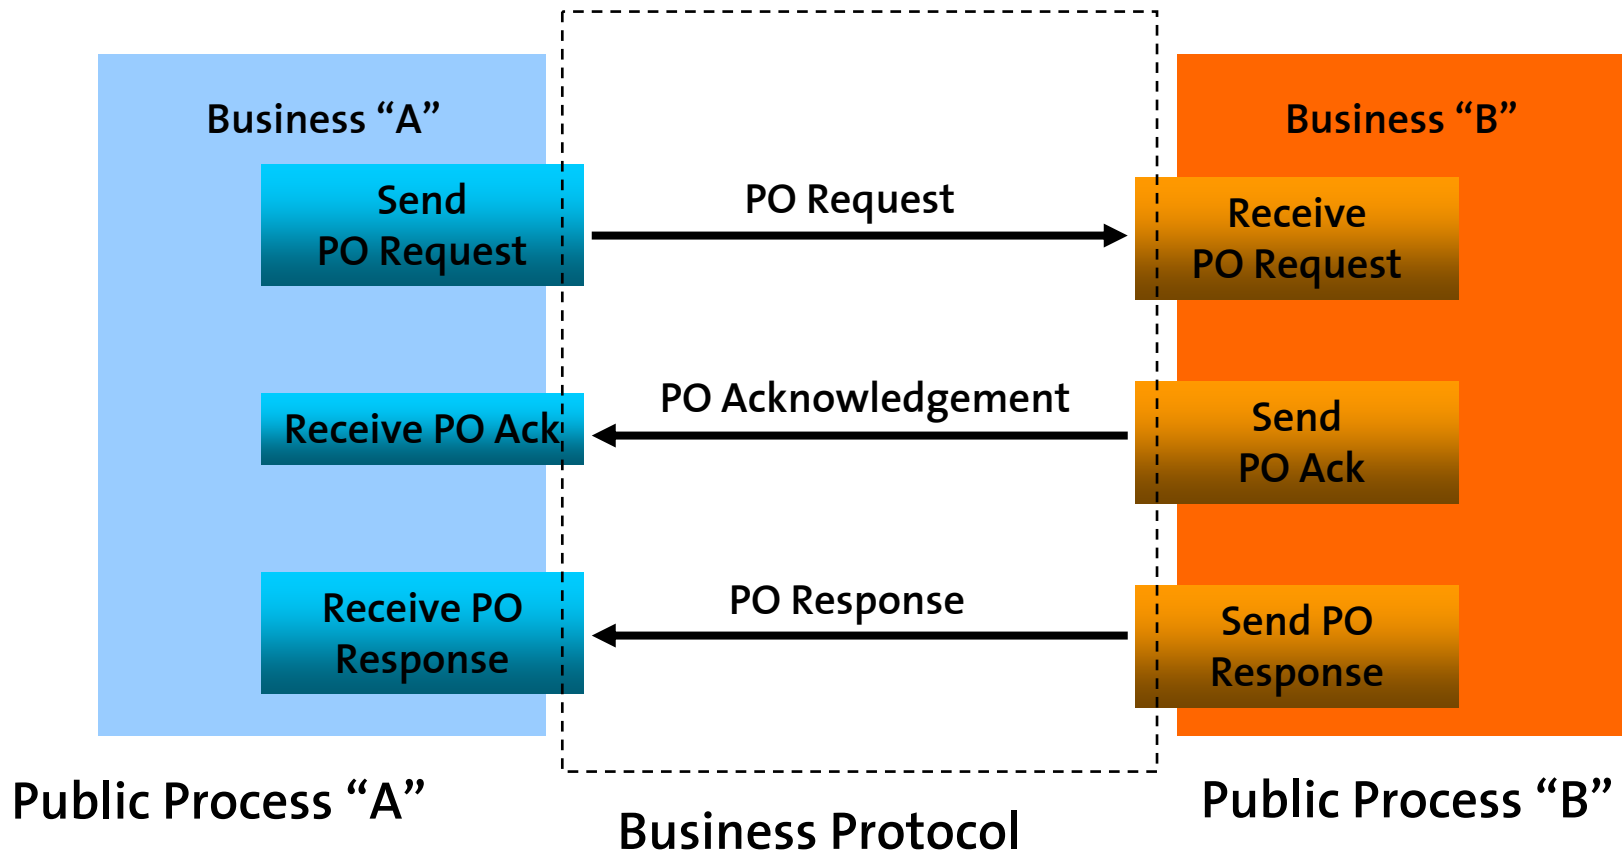 Business “A”
Business “B”
Send
PO Request
PO Request
Receive
PO Request
Receive PO Ack
PO Acknowledgement
Send
PO Ack
Receive PO
Response
PO Response
Send PO
Response
Public Process “A”
Business Protocol
Public Process “B”